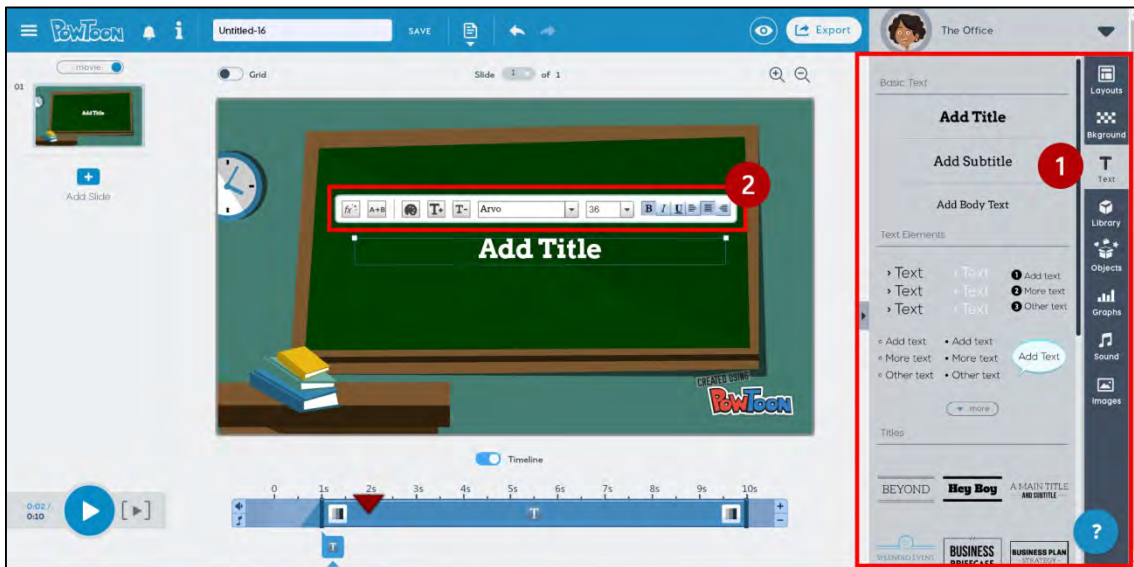 POWTOON
i
Untitled-16
SAVE
Export
The Office
movie
Grid
Slide 1 of 1
01
Add Title
Add Slide
fx
A+B
T+
T-
Arvo
36
B I U
2
Add Title
CREATED USING
POWTOON
Timeline
0 1s 2s 3s 4s 5s 6s 7s 8s 9s 10s
0:02 /
0:10
T
T
+
-
Basic Text
Add Title
Add Subtitle
Add Body Text
Text Elements
› Text
› Text
› Text
› Text
› Text
› Text
1 Add text
2 More text
3 Other text
Add text
More text
Other text
• Add text
• More text
• Other text
Add Text
more
Titles
BEYOND
Hey Boy
A MAIN TITLE
AND SUBTITLE
SPLENDID EVENT
BUSINESS
BRIEFCASE
BUSINESS PLAN
STRATEGY
1
Layouts
Bkground
T
Text
Library
Objects
Graphs
Sound
Images
?